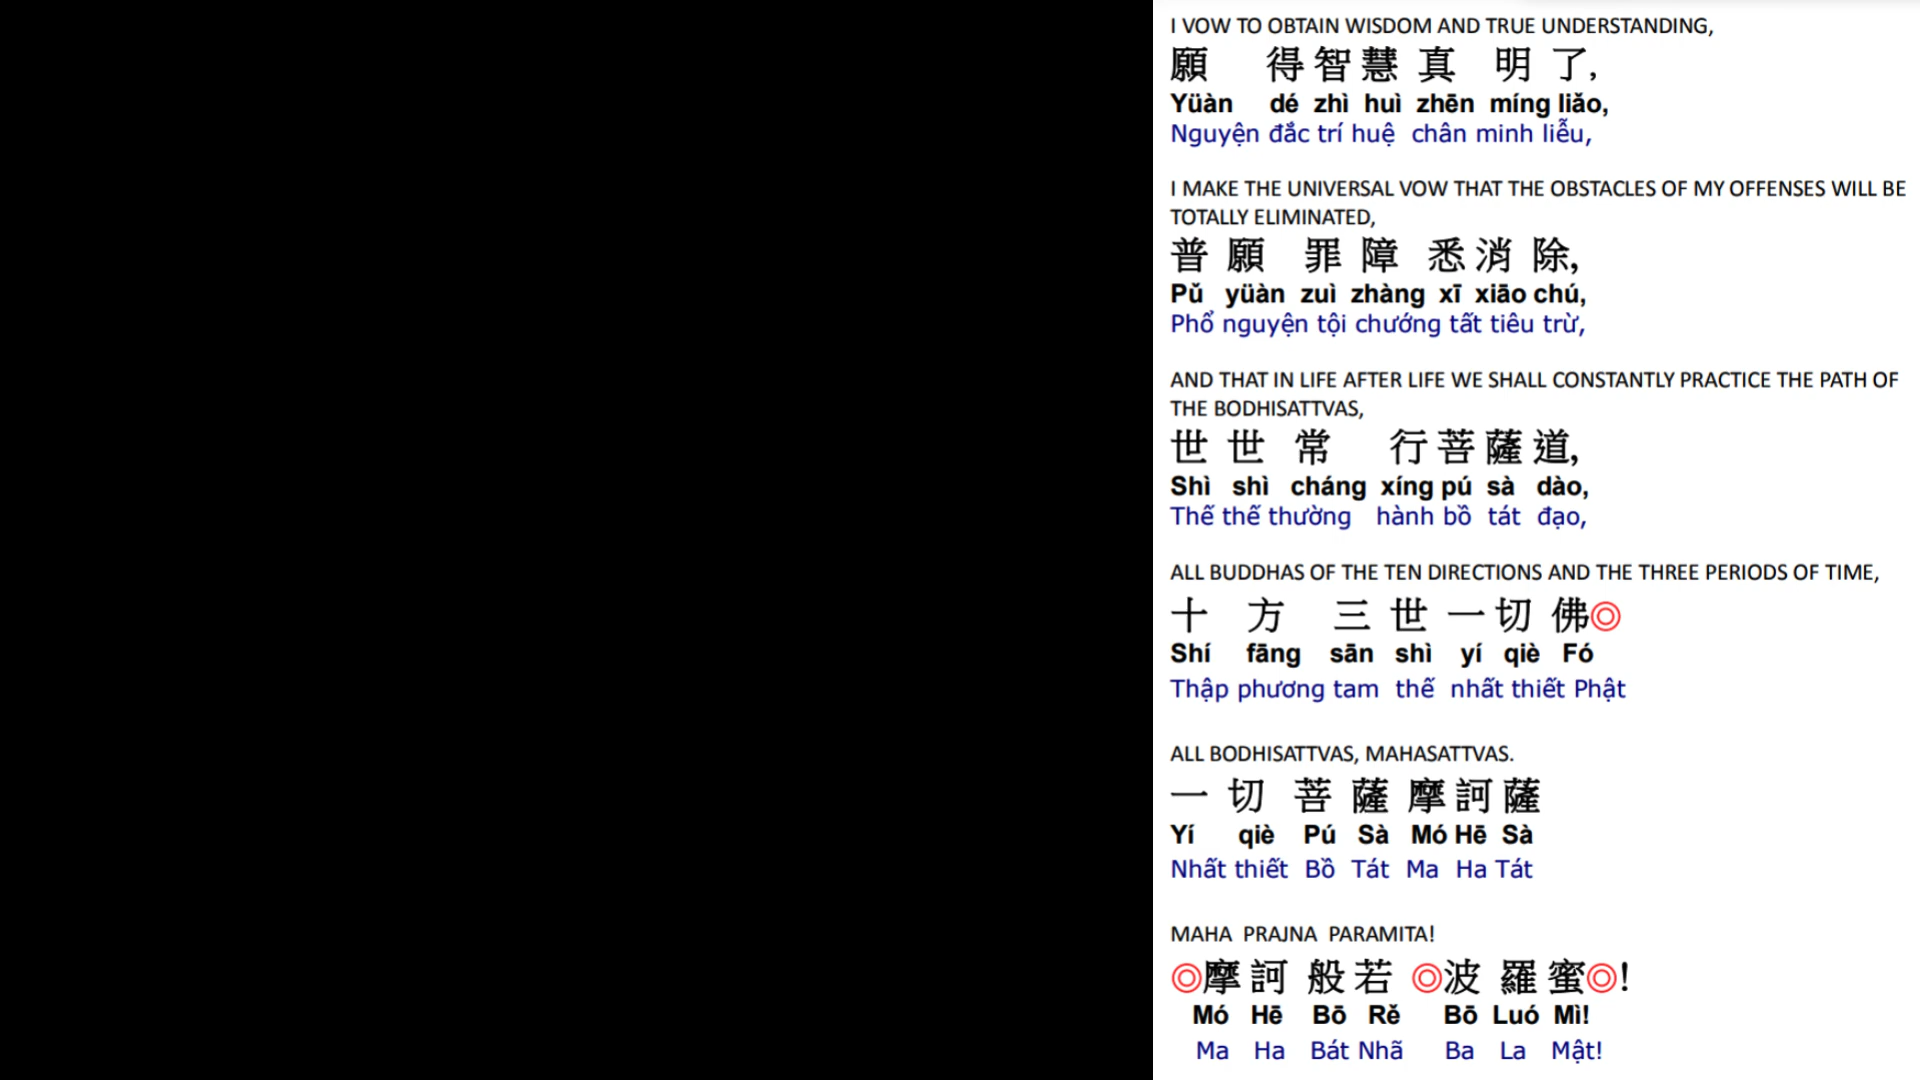 I VOW TO OBTAIN WISDOM AND TRUE UNDERSTANDING,
願 得 智 慧 真 明 了,
Yüàn dé zhì huì zhēn míng liǎo,
Nguyện đắc trí huệ chân minh liễu,
I MAKE THE UNIVERSAL VOW THAT THE OBSTACLES OF MY OFFENSES WILL BE
TOTALLY ELIMINATED,
普 願 罪 障 悉 消 除,
Pǔ yüàn zuì zhàng xī xiāo chú,
Phổ nguyện tội chướng tất tiêu trừ,
AND THAT IN LIFE AFTER LIFE WE SHALL CONSTANTLY PRACTICE THE PATH OF
THE BODHISATTVAS,
世 世 常 行 菩 薩 道,
Shì shì cháng xíng pú sà dào,
Thế thế thường hành bồ tát đạo,
ALL BUDDHAS OF THE TEN DIRECTIONS AND THE THREE PERIODS OF TIME,
十 方 三 世 一 切 佛◎
Shí fāng sān shì yí qiè Fó
Thập phương tam thế nhất thiết Phật
ALL BODHISATTVAS, MAHASATTVAS.
一 切 菩 薩 摩 訶 薩
Yí qiè Pú Sà Mó Hē Sà
Nhất thiết Bồ Tát Ma Ha Tát
MAHA PRAJNA PARAMITA!
◎摩 訶 般 若 ◎波 羅 蜜◎!
Mó Hē Bō Rě Bō Luó Mì!
Ma Ha Bát Nhã Ba La Mật!